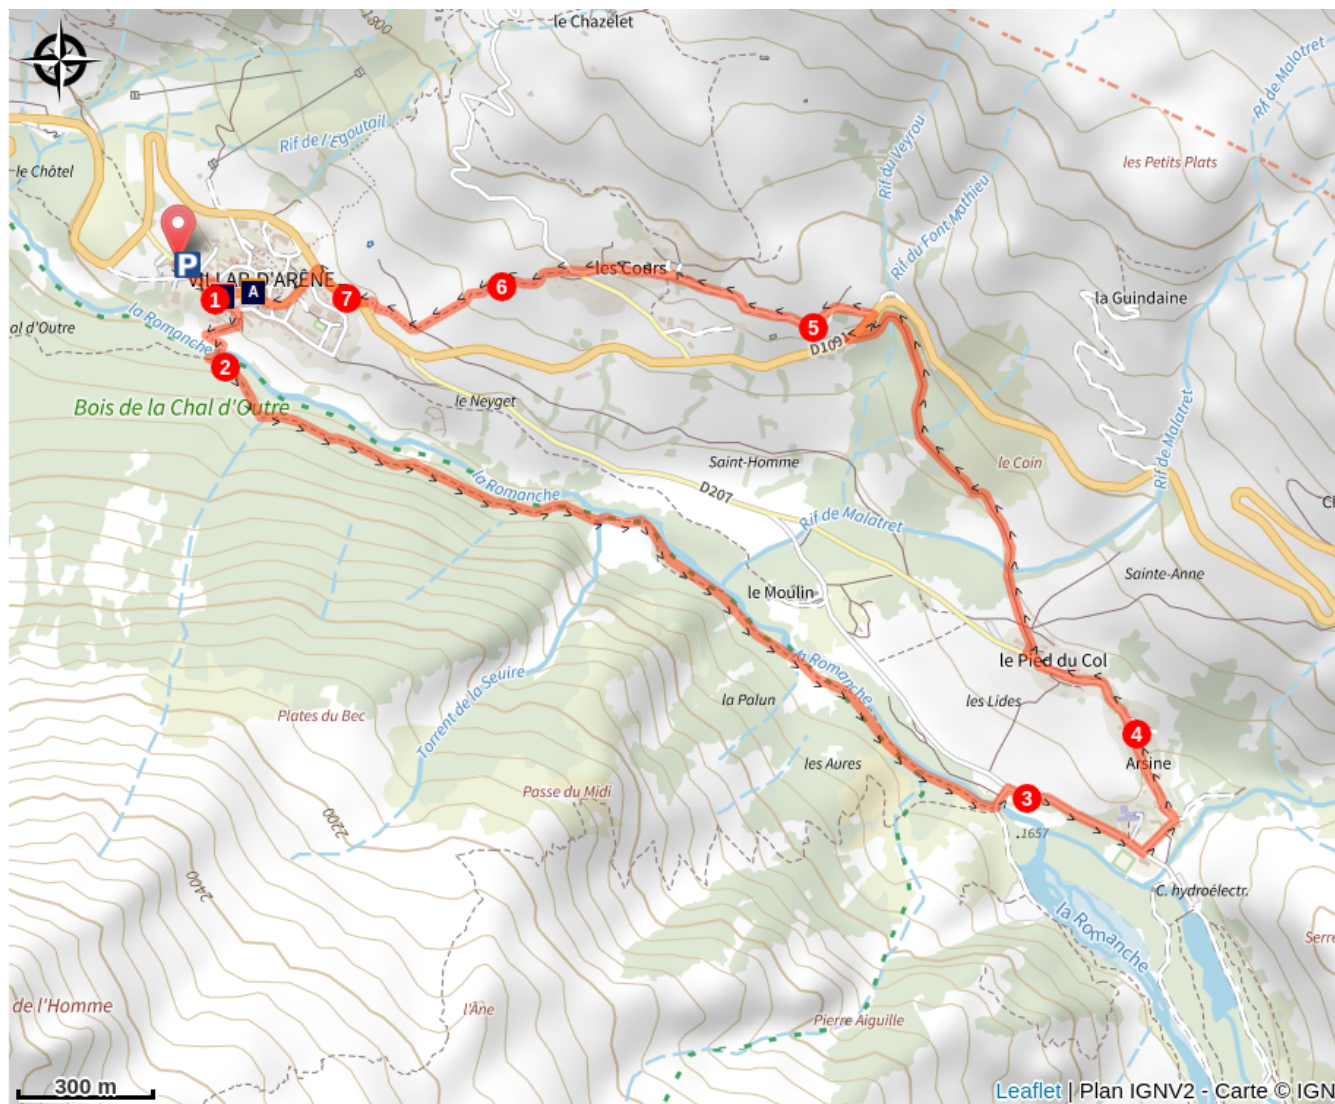 le Chazelet
1800
Rif de Malatret
Rif de l'Egoutail
Rif du Veyrou
les Petits Plats
le Châtel
Rif du Font Mathieu
P
VILLAR D'ARÊNE
les Cours
6
A
1
7
la Guindaine
al d'Outre
la Romanche
5
D1091
2
Bois de la Chal d'Outre
le Neyget
Rif de Malatret
Saint-Homme
le Coin
la Romanche
D207
Rif de Malatret
Sainte-Anne
le Moulin
la Romanche
le Pied du Col
Torrent de la Seuire
la Palun
les Lides
Plates du Bec
4
les Aures
Arsine
Passe du Midi
3
2200
.1657
2400
C. hydroélectr.
la Romanche
Serre
de l'Homme
l'Âne
Pierre Aiguille
300 m
Leaflet | Plan IGNV2 - Carte © IGN